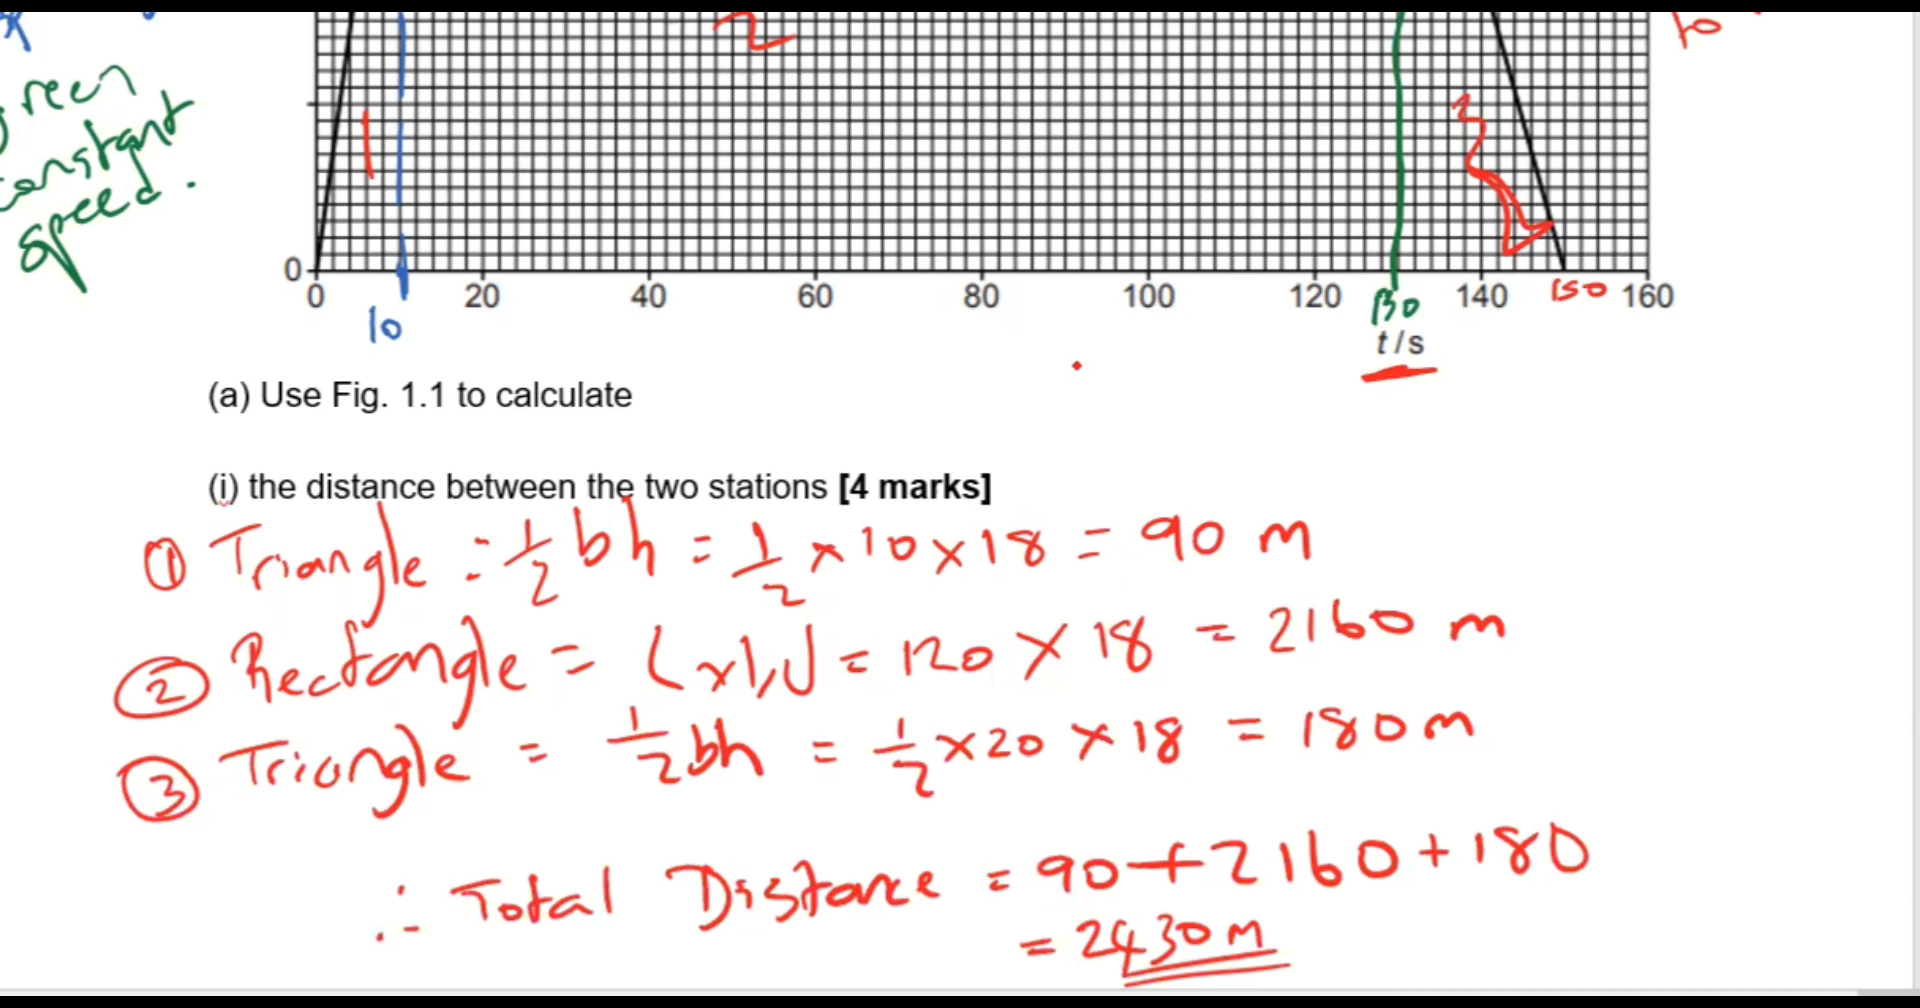 reen
constant
speed.
2
3
to
0
0 20 40 60 80 100 120 130 140 150 160
10
t / s
(a) Use Fig. 1.1 to calculate
(i) the distance between the two stations [4 marks]
① Triangle = 1/2 bh = 1/2 × 10 × 18 = 90 m
② Rectangle = L × W = 120 × 18 = 2160 m
③ Triangle = 1/2 bh = 1/2 × 20 × 18 = 180 m
∴ Total Distance = 90 + 2160 + 180
= 2430 m